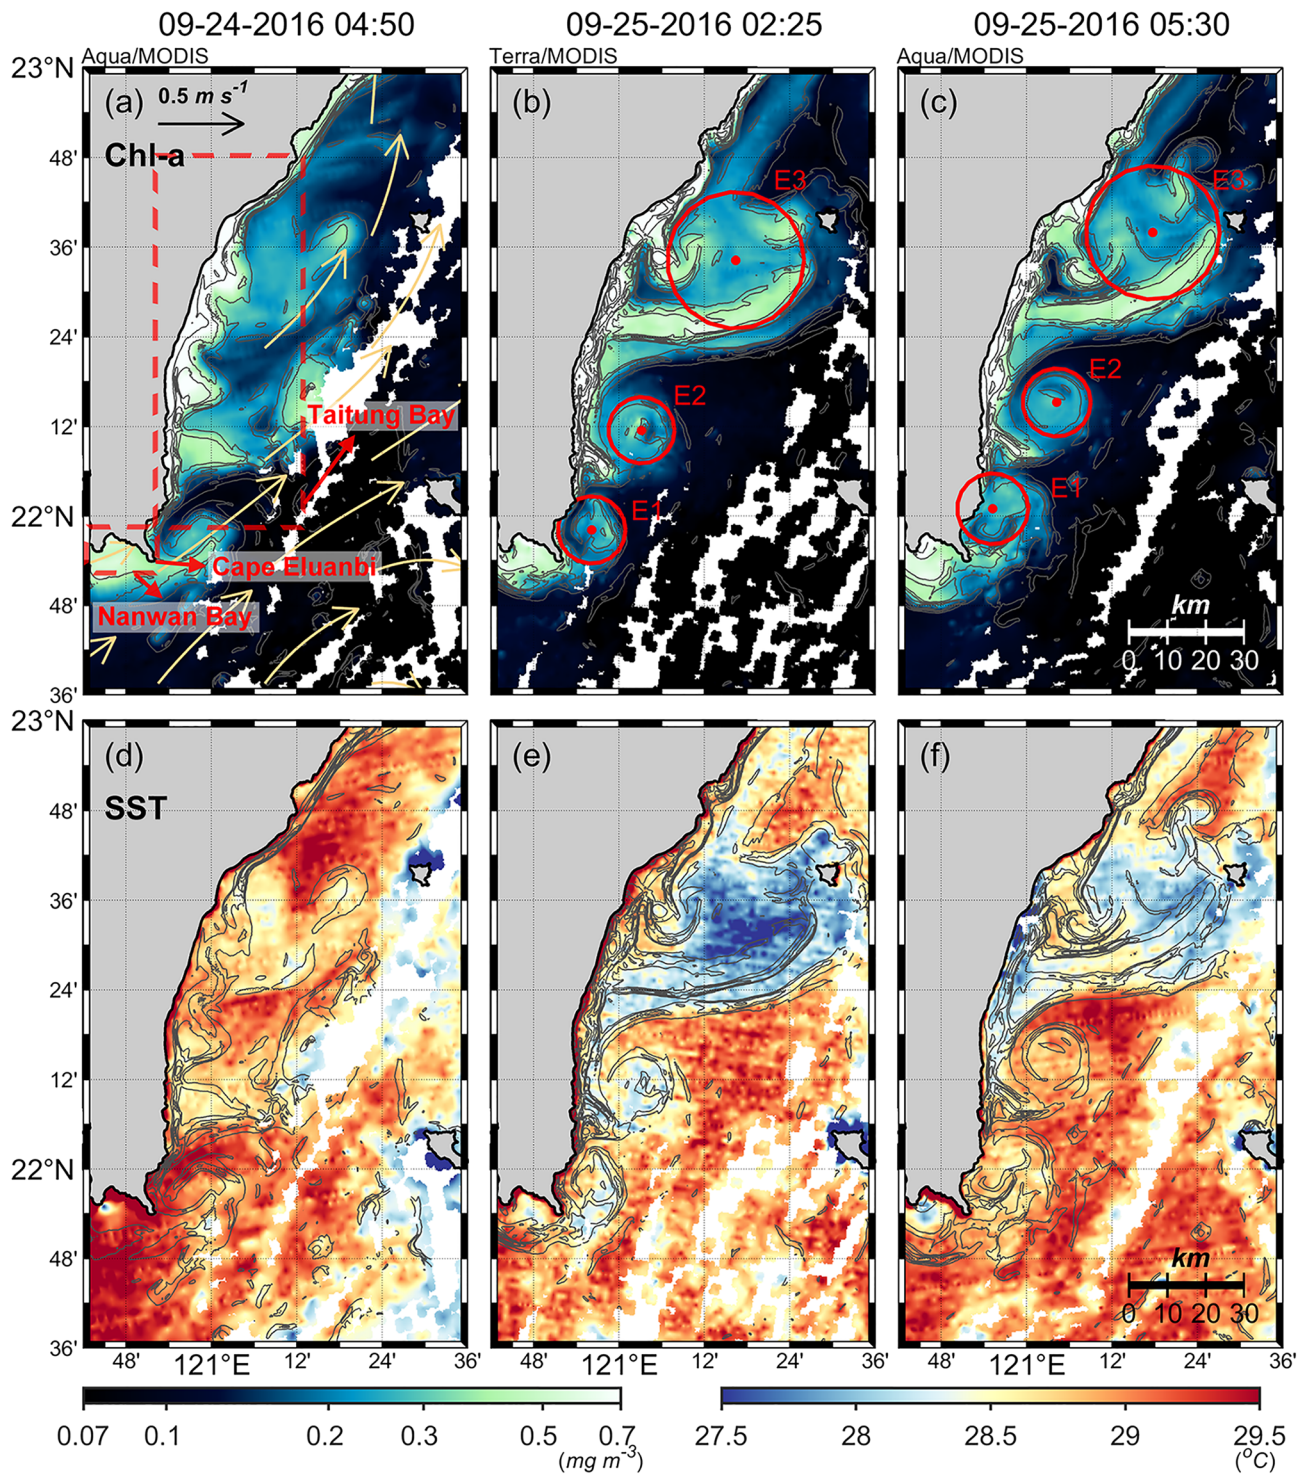 09-24-2016 04:50 09-25-2016 02:25 09-25-2016 05:30
Aqua/MODIS Terra/MODIS Aqua/MODIS
23°N
(a) 0.5 m s⁻¹ (b) (c)
Chl-a
48'
E3 E3
36'
24'
E2 E2
Taitung Bay
12'
E1 E1
22°N
Cape Eluanbi
48'
Nanwan Bay
km
0 10 20 30
36'
23°N
(d) (e) (f)
SST
48'
36'
24'
12'
22°N
48'
km
0 10 20 30
36'
48' 121°E 12' 24' 36' 48' 121°E 12' 24' 48' 121°E 12' 24' 36'
0.07 0.1 0.2 0.3 0.5 0.7 27.5 28 28.5 29 29.5
(mg m⁻³) (°C)